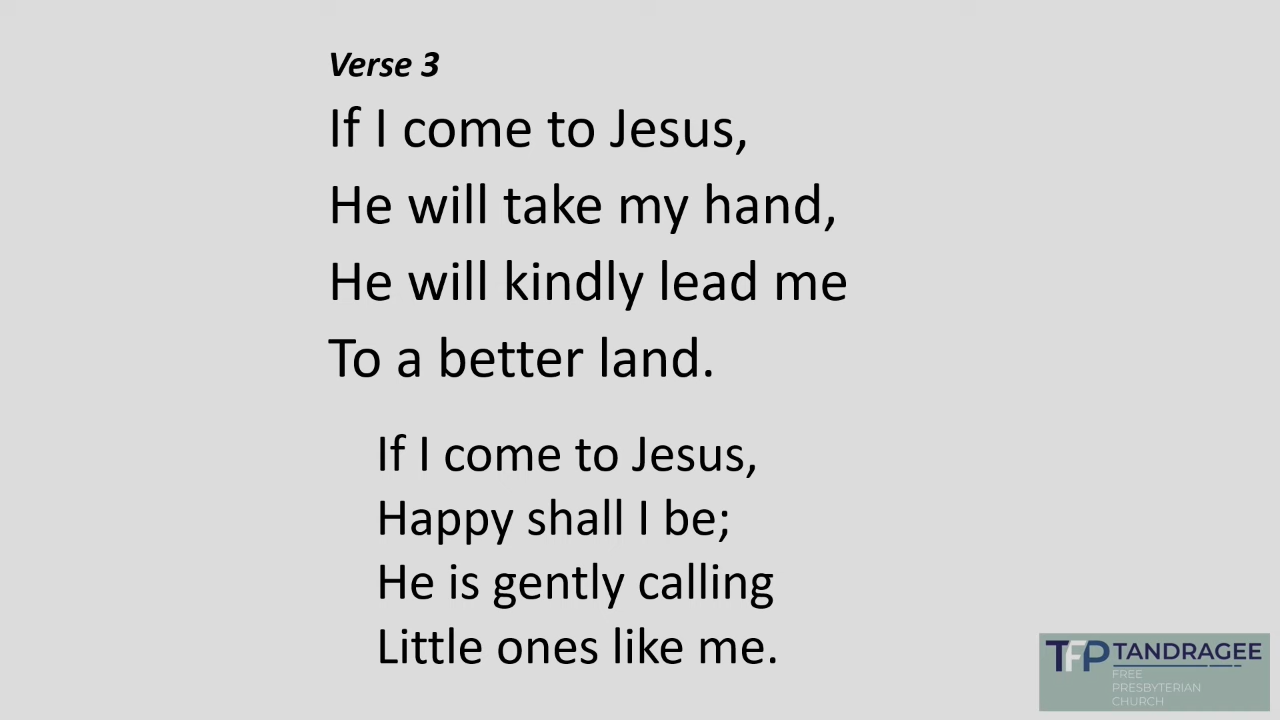 Verse 3
If I come to Jesus,
He will take my hand,
He will kindly lead me
To a better land.
If I come to Jesus,
Happy shall I be;
He is gently calling
Little ones like me.
TFP TANDRAGEE
FREE
PRESBYTERIAN
CHURCH